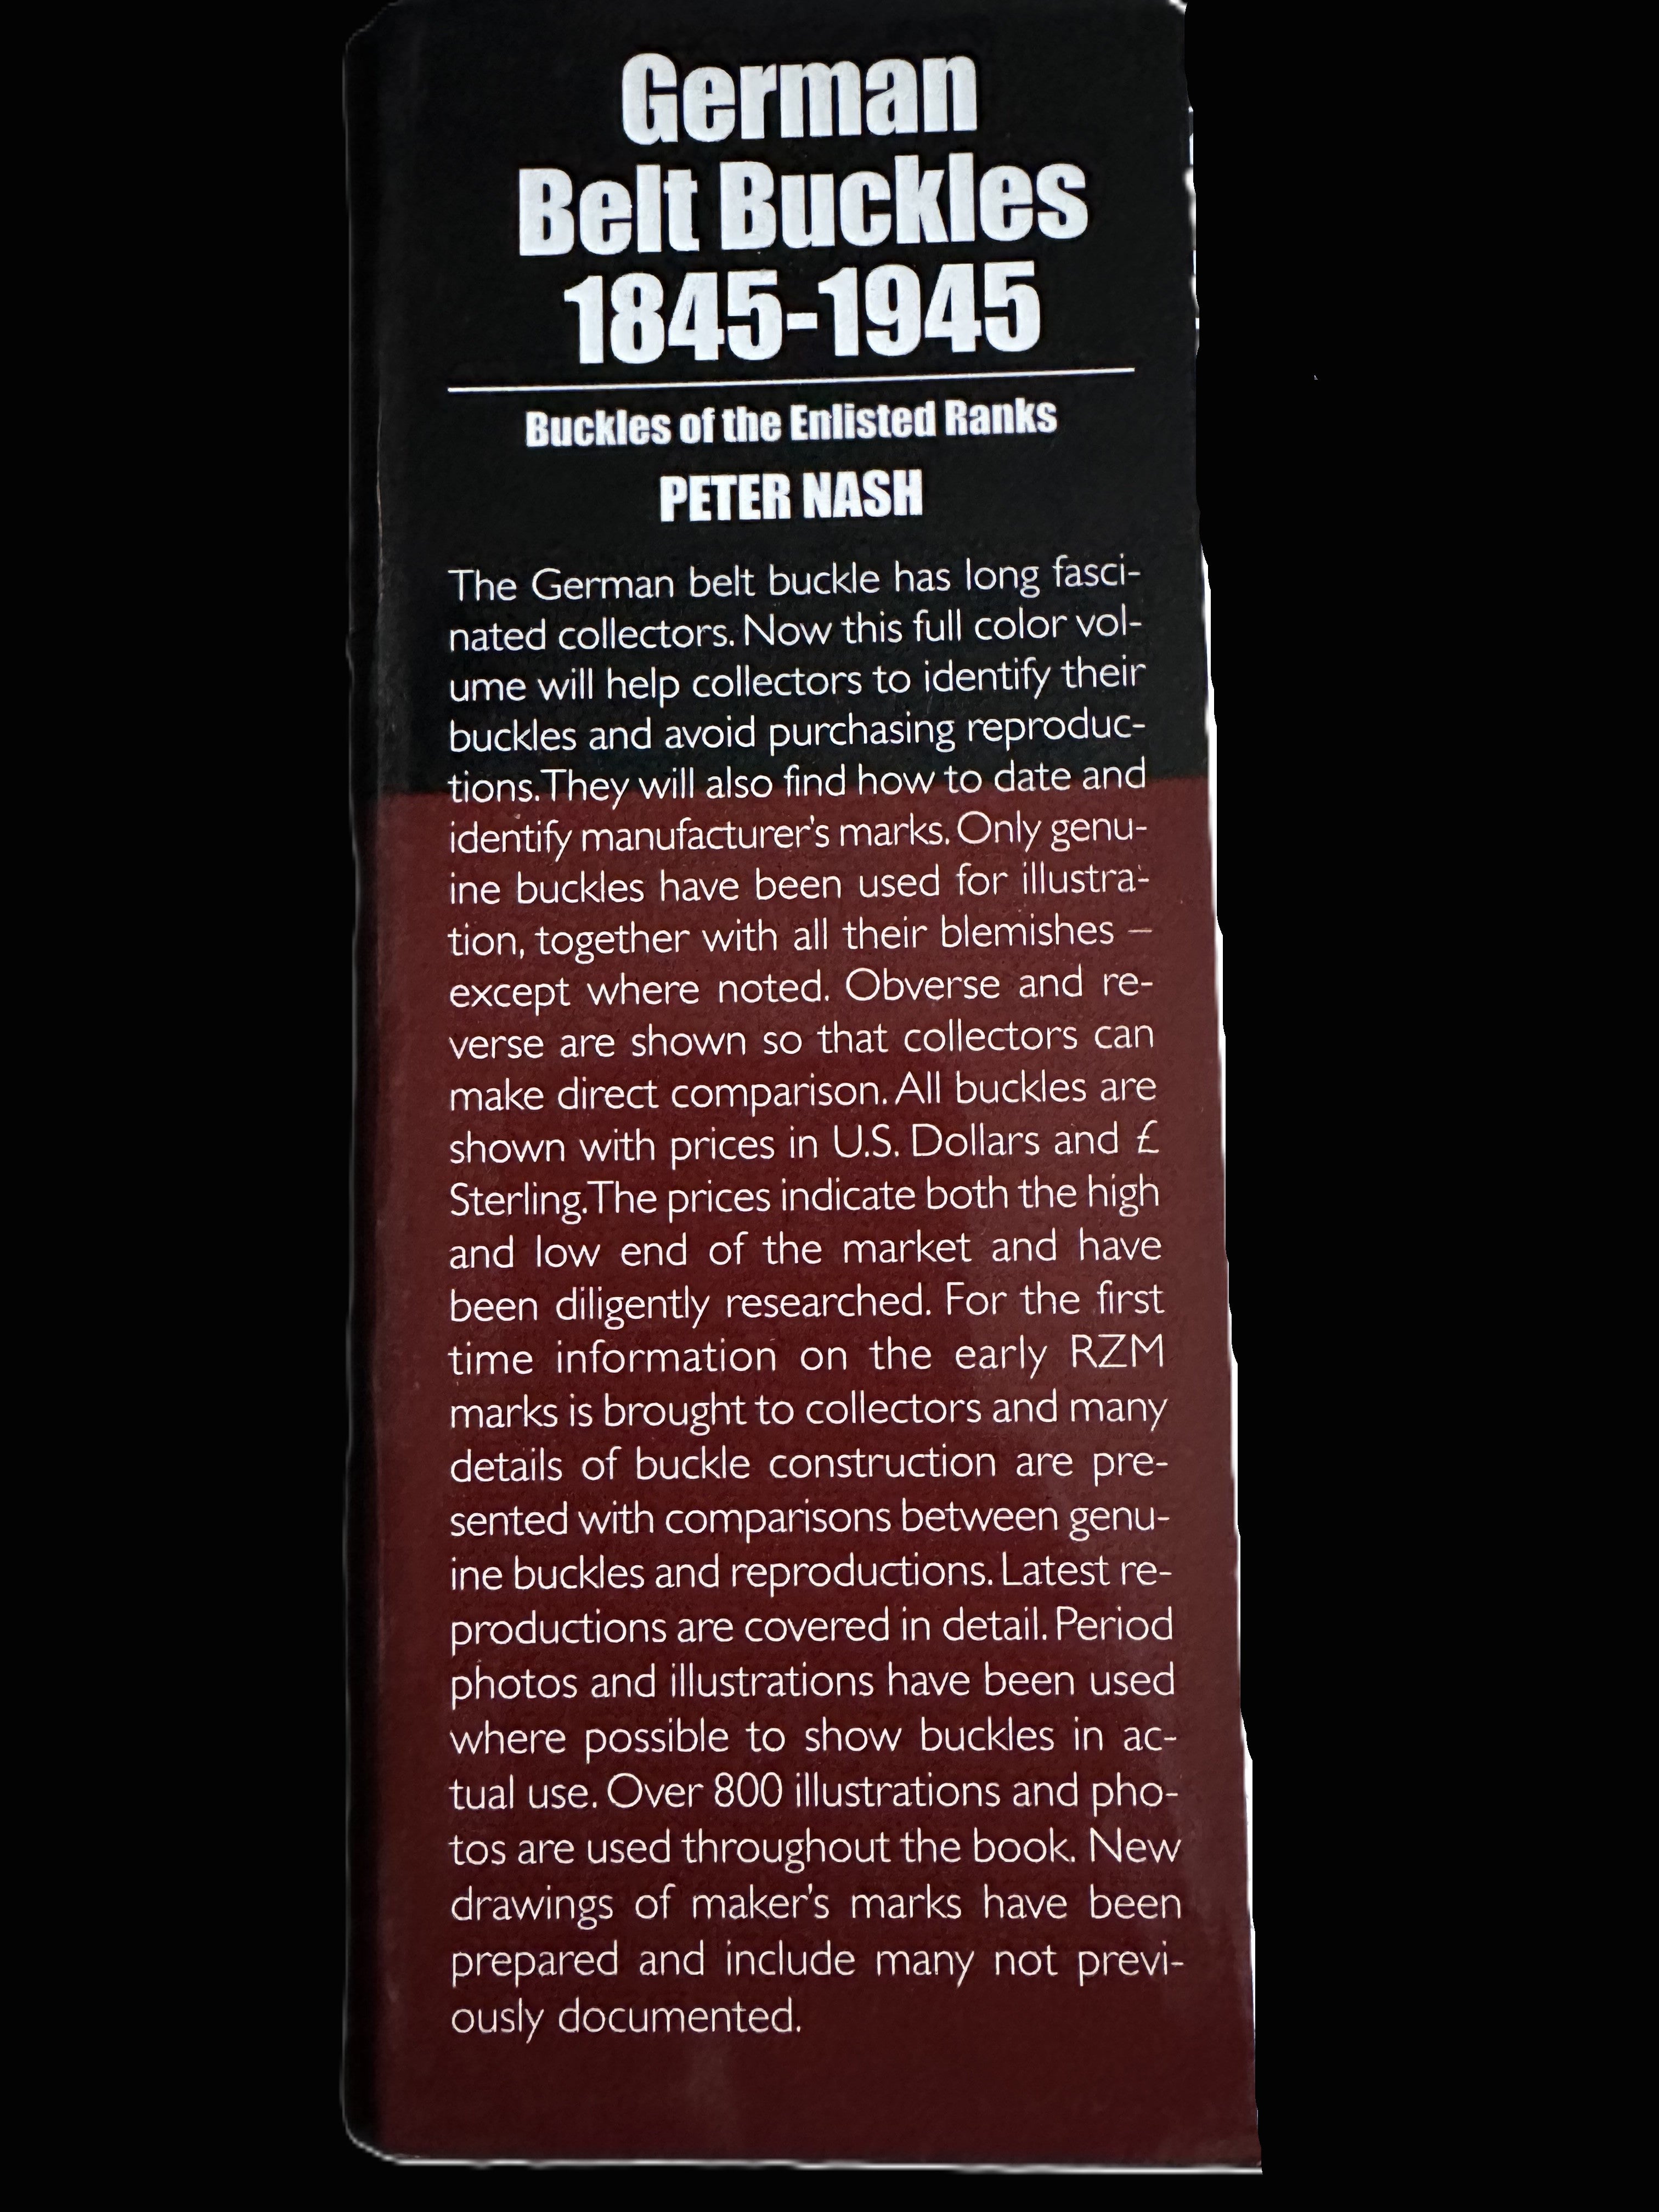 German
Belt Buckles
1845-1945
Buckles of the Enlisted Ranks
PETER NASH
The German belt buckle has long fasci-
nated collectors. Now this full color vol-
ume will help collectors to identify their
buckles and avoid purchasing reproduc-
tions. They will also find how to date and
identify manufacturer's marks. Only genu-
ine buckles have been used for illustra-
tion, together with all their blemishes –
except where noted. Obverse and re-
verse are shown so that collectors can
make direct comparison. All buckles are
shown with prices in U.S. Dollars and £
Sterling. The prices indicate both the high
and low end of the market and have
been diligently researched. For the first
time information on the early RZM
marks is brought to collectors and many
details of buckle construction are pre-
sented with comparisons between genu-
ine buckles and reproductions. Latest re-
productions are covered in detail. Period
photos and illustrations have been used
where possible to show buckles in ac-
tual use. Over 800 illustrations and pho-
tos are used throughout the book. New
drawings of maker's marks have been
prepared and include many not previ-
ously documented.